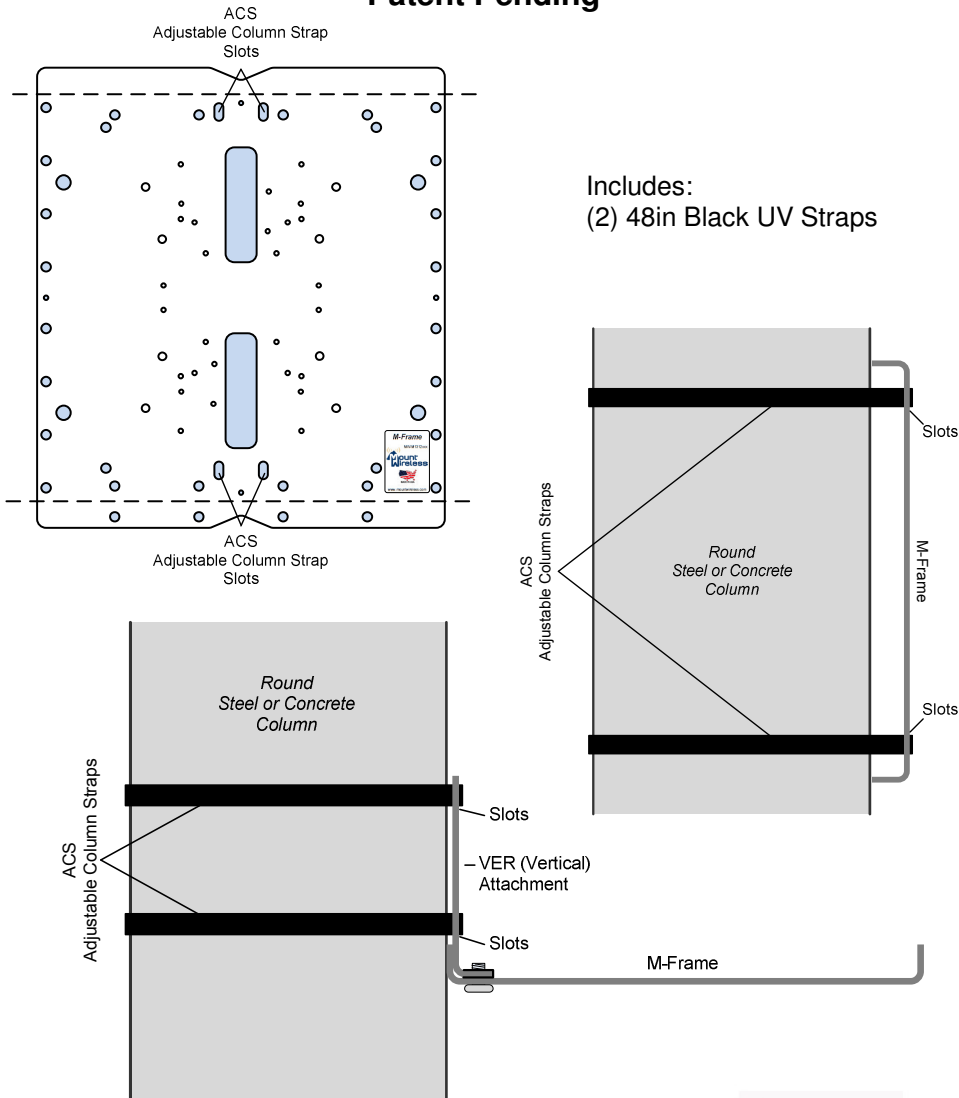 Patent Pending
ACS
Adjustable Column Strap
Slots
Includes:
(2) 48in Black UV Straps
M-Frame
Mount
Wireless
ACS
Adjustable Column Strap
Slots
ACS
Adjustable Column Straps
Round
Steel or Concrete
Column
Slots
M-Frame
Slots
Round
Steel or Concrete
Column
ACS
Adjustable Column Straps
Slots
VER (Vertical)
Attachment
Slots
M-Frame